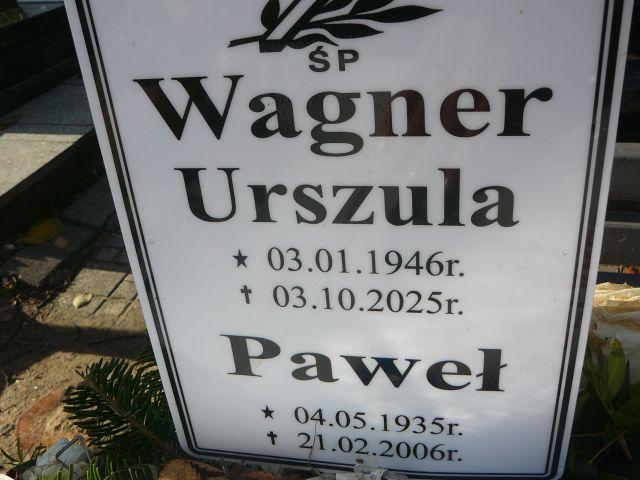 ŚP
Wagner
Urszula
★ 03.01.1946r.
✝ 03.10.2025r.
Paweł
★ 04.05.1935r.
✝ 21.02.2006r.